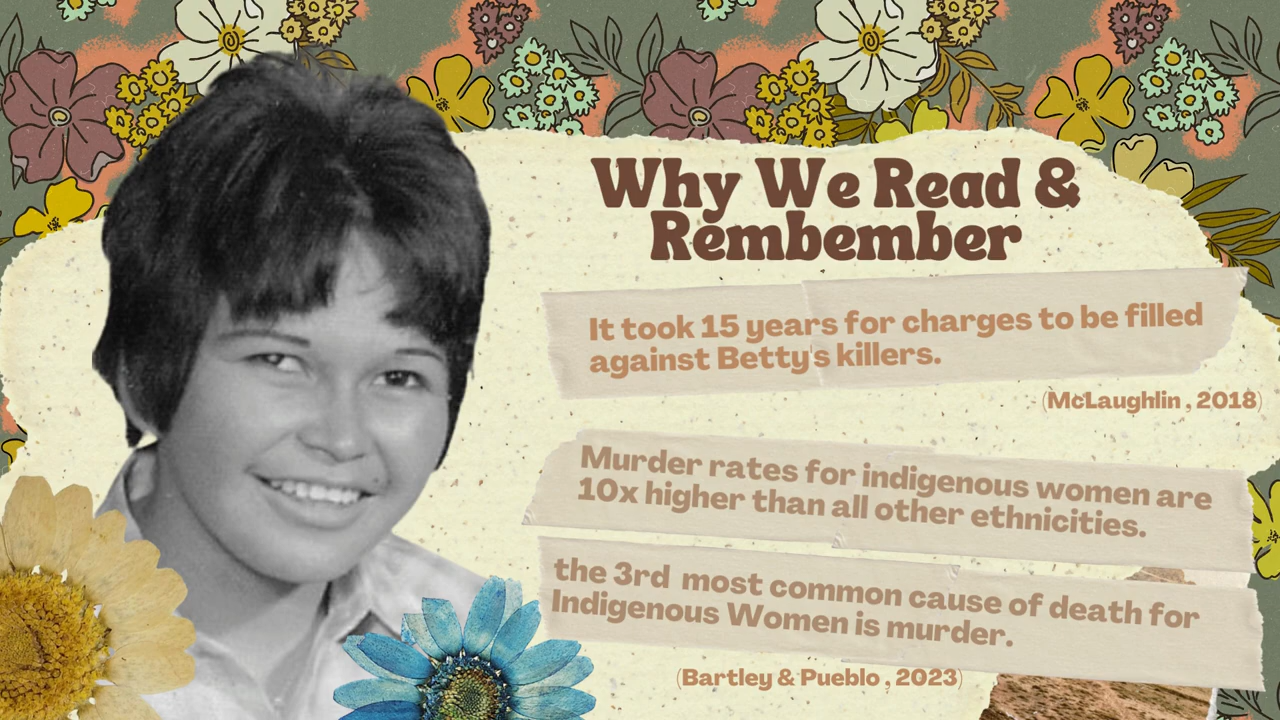 Why We Read &
Rembember
It took 15 years for charges to be filled
against Betty's killers.
(McLaughlin , 2018)
Murder rates for indigenous women are
10x higher than all other ethnicities.
the 3rd most common cause of death for
Indigenous Women is murder.
(Bartley & Pueblo , 2023)